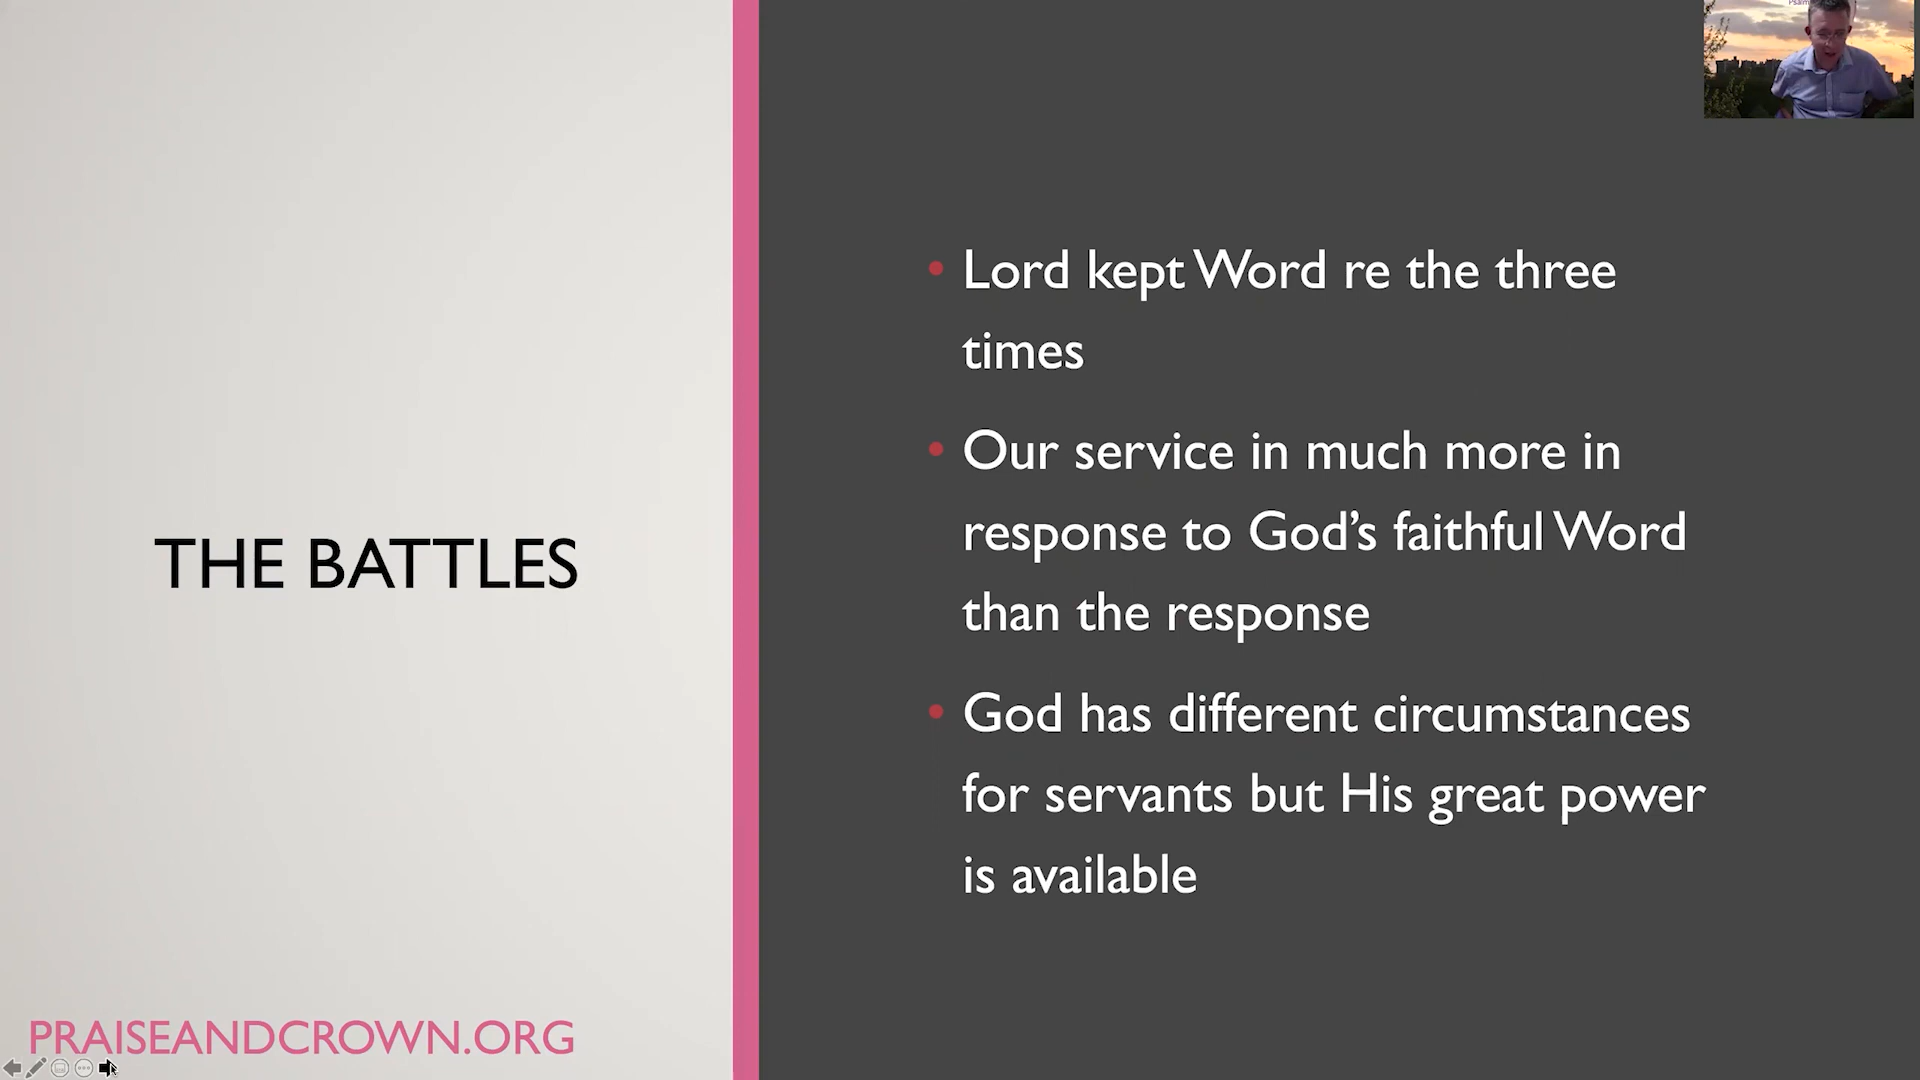 THE BATTLES
Lord kept Word re the three
times
Our service in much more in
response to God’s faithful Word
than the response
God has different circumstances
for servants but His great power
is available
PRAISEANDCROWN.ORG